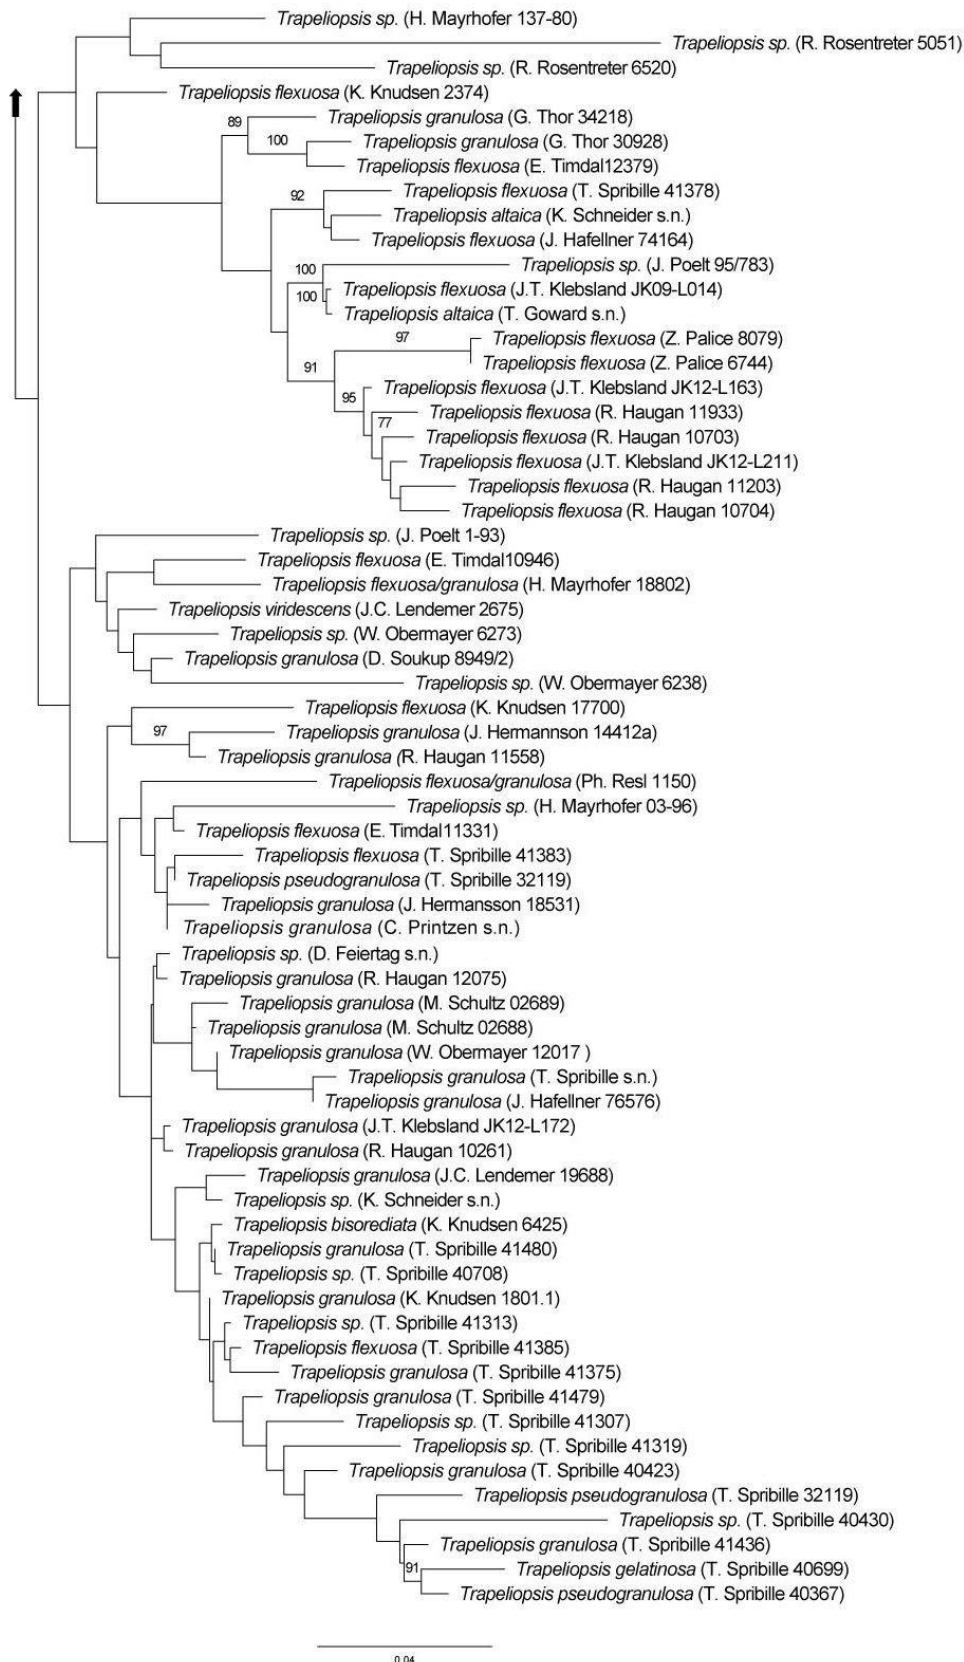 Trapeliopsis sp. (H. Mayrhofer 137-80)
Trapeliopsis sp. (R. Rosentreter 5051)
Trapeliopsis sp. (R. Rosentreter 6520)
Trapeliopsis flexuosa (K. Knudsen 2374)
89 Trapeliopsis granulosa (G. Thor 34218)
100 Trapeliopsis granulosa (G. Thor 30928)
Trapeliopsis flexuosa (E. Timdal12379)
92 Trapeliopsis flexuosa (T. Spribille 41378)
Trapeliopsis altaica (K. Schneider s.n.)
Trapeliopsis flexuosa (J. Hafellner 74164)
100 Trapeliopsis sp. (J. Poelt 95/783)
100 Trapeliopsis flexuosa (J.T. Klebsland JK09-L014)
Trapeliopsis altaica (T. Goward s.n.)
97 Trapeliopsis flexuosa (Z. Palice 8079)
91 Trapeliopsis flexuosa (Z. Palice 6744)
95 Trapeliopsis flexuosa (J.T. Klebsland JK12-L163)
77 Trapeliopsis flexuosa (R. Haugan 11933)
Trapeliopsis flexuosa (R. Haugan 10703)
Trapeliopsis flexuosa (J.T. Klebsland JK12-L211)
Trapeliopsis flexuosa (R. Haugan 11203)
Trapeliopsis flexuosa (R. Haugan 10704)
Trapeliopsis sp. (J. Poelt 1-93)
Trapeliopsis flexuosa (E. Timdal10946)
Trapeliopsis flexuosa/granulosa (H. Mayrhofer 18802)
Trapeliopsis viridescens (J.C. Lendemer 2675)
Trapeliopsis sp. (W. Obermayer 6273)
Trapeliopsis granulosa (D. Soukup 8949/2)
Trapeliopsis sp. (W. Obermayer 6238)
Trapeliopsis flexuosa (K. Knudsen 17700)
97 Trapeliopsis granulosa (J. Hermannson 14412a)
Trapeliopsis granulosa (R. Haugan 11558)
Trapeliopsis flexuosa/granulosa (Ph. Resl 1150)
Trapeliopsis sp. (H. Mayrhofer 03-96)
Trapeliopsis flexuosa (E. Timdal11331)
Trapeliopsis flexuosa (T. Spribille 41383)
Trapeliopsis pseudogranulosa (T. Spribille 32119)
Trapeliopsis granulosa (J. Hermansson 18531)
Trapeliopsis granulosa (C. Printzen s.n.)
Trapeliopsis sp. (D. Feiertag s.n.)
Trapeliopsis granulosa (R. Haugan 12075)
Trapeliopsis granulosa (M. Schultz 02689)
Trapeliopsis granulosa (M. Schultz 02688)
Trapeliopsis granulosa (W. Obermayer 12017 )
Trapeliopsis granulosa (T. Spribille s.n.)
Trapeliopsis granulosa (J. Hafellner 76576)
Trapeliopsis granulosa (J.T. Klebsland JK12-L172)
Trapeliopsis granulosa (R. Haugan 10261)
Trapeliopsis granulosa (J.C. Lendemer 19688)
Trapeliopsis sp. (K. Schneider s.n.)
Trapeliopsis bisorediata (K. Knudsen 6425)
Trapeliopsis granulosa (T. Spribille 41480)
Trapeliopsis sp. (T. Spribille 40708)
Trapeliopsis granulosa (K. Knudsen 1801.1)
Trapeliopsis sp. (T. Spribille 41313)
Trapeliopsis flexuosa (T. Spribille 41385)
Trapeliopsis granulosa (T. Spribille 41375)
Trapeliopsis granulosa (T. Spribille 41479)
Trapeliopsis sp. (T. Spribille 41307)
Trapeliopsis sp. (T. Spribille 41319)
Trapeliopsis granulosa (T. Spribille 40423)
Trapeliopsis pseudogranulosa (T. Spribille 32119)
Trapeliopsis sp. (T. Spribille 40430)
Trapeliopsis granulosa (T. Spribille 41436)
91 Trapeliopsis gelatinosa (T. Spribille 40699)
Trapeliopsis pseudogranulosa (T. Spribille 40367)
0.04